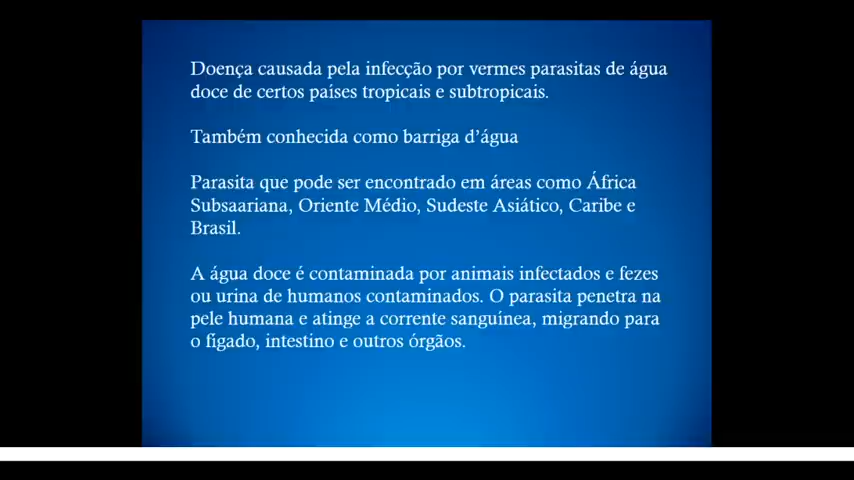 Doença causada pela infecção por vermes parasitas de água
doce de certos países tropicais e subtropicais.
Também conhecida como barriga d'água
Parasita que pode ser encontrado em áreas como África
Subsaariana, Oriente Médio, Sudeste Asiático, Caribe e
Brasil.
A água doce é contaminada por animais infectados e fezes
ou urina de humanos contaminados. O parasita penetra na
pele humana e atinge a corrente sanguínea, migrando para
o fígado, intestino e outros órgãos.